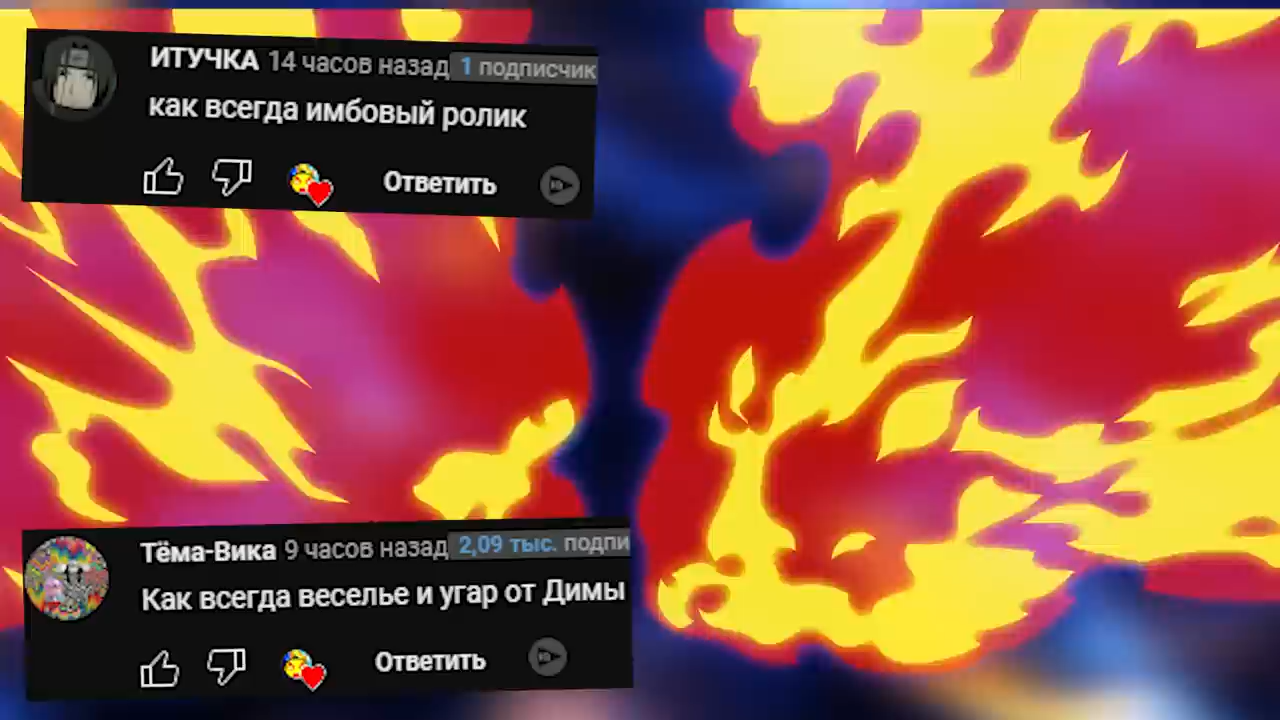 ИТУЧКА 14 часов назад 1 подписчик
как всегда имбовый ролик
Ответить
Тёма-Вика 9 часов назад 2,09 тыс. подпи
Как всегда веселье и угар от Димы
Ответить